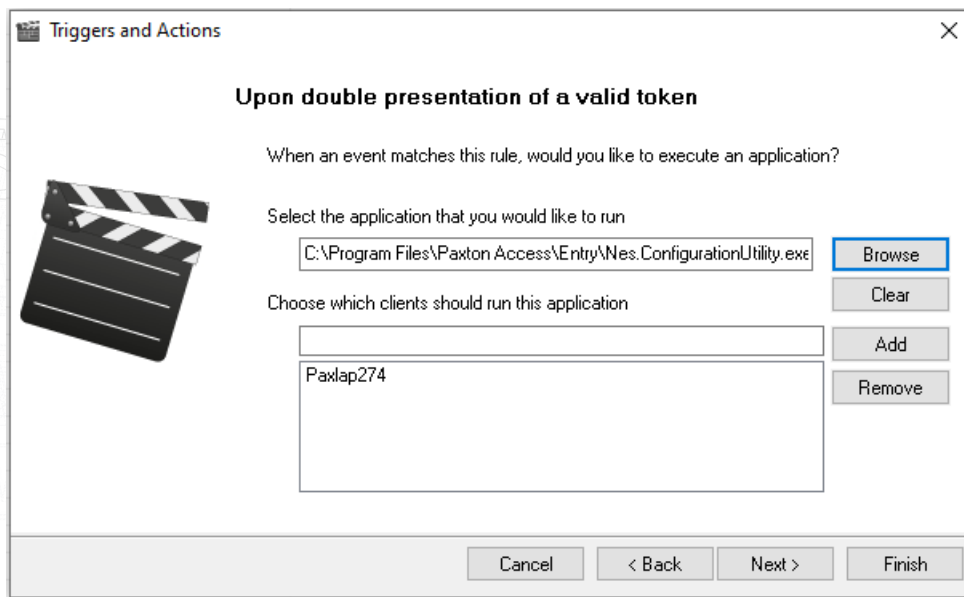 Triggers and Actions
Upon double presentation of a valid token
When an event matches this rule, would you like to execute an application?
Select the application that you would like to run
C:\Program Files\Paxton Access\Entry\Nes.ConfigurationUtility.exe
Browse
Clear
Choose which clients should run this application
Add
Paxlap274
Remove
Cancel
< Back
Next >
Finish